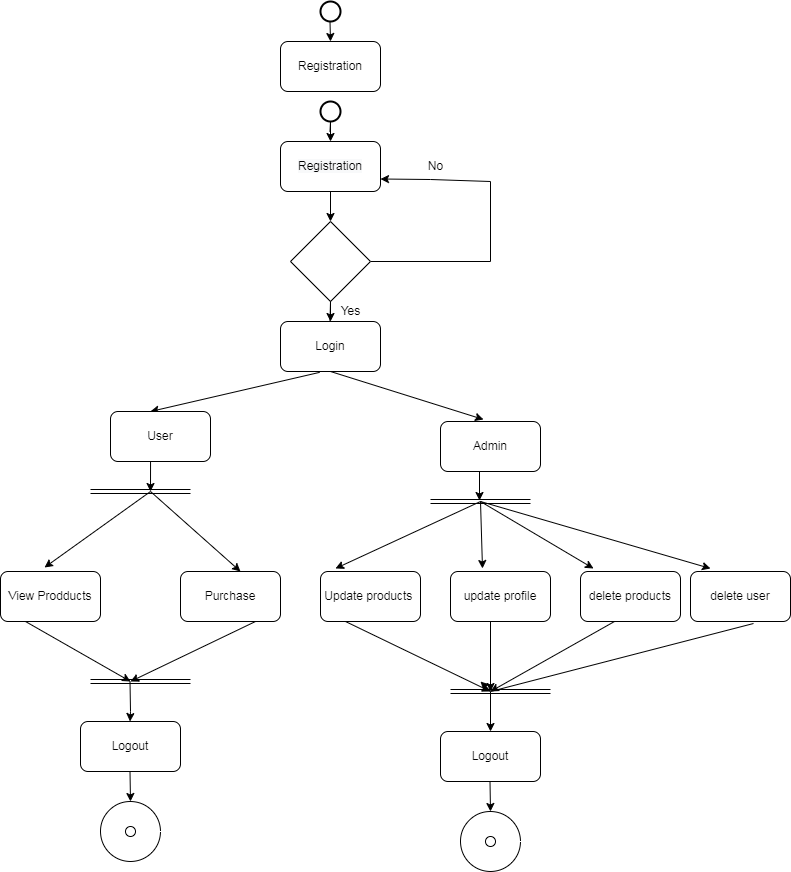 Registration
Registration
No
Yes
Login
User
Admin
View Prodducts
Purchase
Update products
update profile
delete products
delete user
Logout
Logout